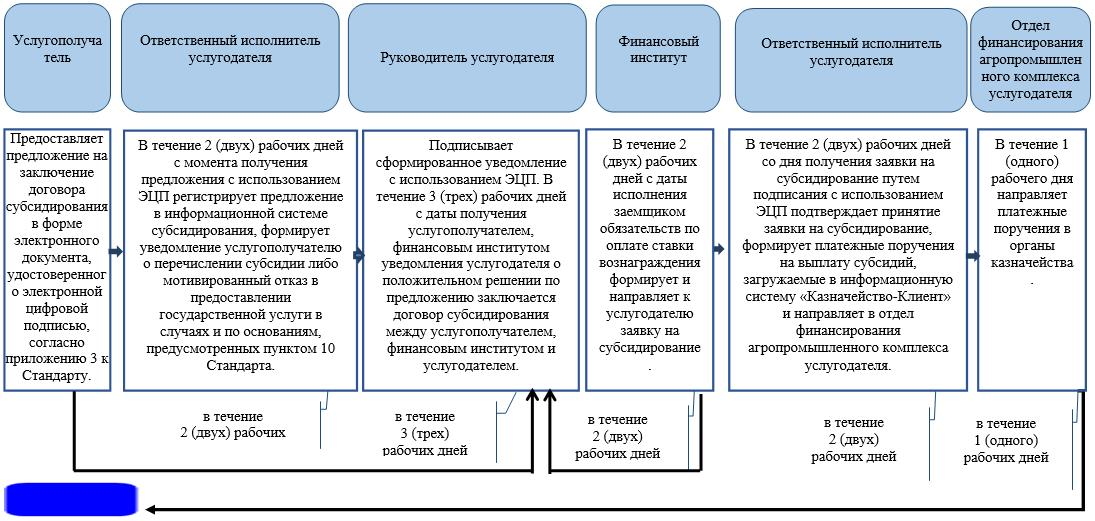 Услугополуча
тель
Ответственный исполнитель
услугодателя
Руководитель услугодателя
Финансовый
институт
Ответственный исполнитель
услугодателя
Отдел
финансирования
агропромышлен
ного комплекса
услугодателя
Предоставляет
предложение на
заключение
договора
субсидирования
в форме
электронного
документа,
удостоверенног
о электронной
цифровой
подписью,
согласно
приложению 3 к
Стандарту.
В течение 2 (двух) рабочих дней
с момента получения
предложения с использованием
ЭЦП регистрирует предложение
в информационной системе
субсидирования, формирует
уведомление услугополучателю
о перечислении субсидии либо
мотивированный отказ в
предоставлении
государственной услуги в
случаях и по основаниям,
предусмотренных пунктом 10
Стандарта.
Подписывает
сформированное уведомление
с использованием ЭЦП. В
течение 3 (трех) рабочих дней
с даты получения
услугополучателем,
финансовым институтом
уведомления услугодателя о
положительном решении по
предложению заключается
договор субсидирования
между услугополучателем,
финансовым институтом и
услугодателем.
В течение 2
(двух) рабочих
дней с даты
исполнения
заемщиком
обязательств по
оплате ставки
вознаграждения
формирует и
направляет к
услугодателю
заявку на
субсидирование
.
В течение 2 (двух) рабочих дней
со дня получения заявки на
субсидирование путем
подписания с использованием
ЭЦП подтверждает принятие
заявки на субсидирование,
формирует платежные поручения
на выплату субсидий,
загружаемые в информационную
систему «Казначейство-Клиент»
и направляет в отдел
финансирования
агропромышленного комплекса
услугодателя.
В течение 1
(одного)
рабочего дня
направляет
платежные
поручения в
органы
казначейства
.
в течение
2 (двух) рабочих
в течение
3 (трех)
рабочих дней
в течение
2 (двух)
рабочих дней
в течение
2 (двух)
рабочих дней
в течение
1 (одного)
рабочих дней